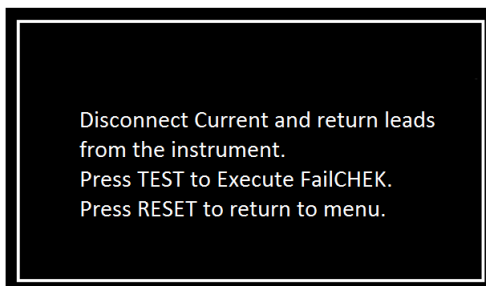 Disconnect Current and return leads
from the instrument.
Press TEST to Execute FailCHEK.
Press RESET to return to menu.